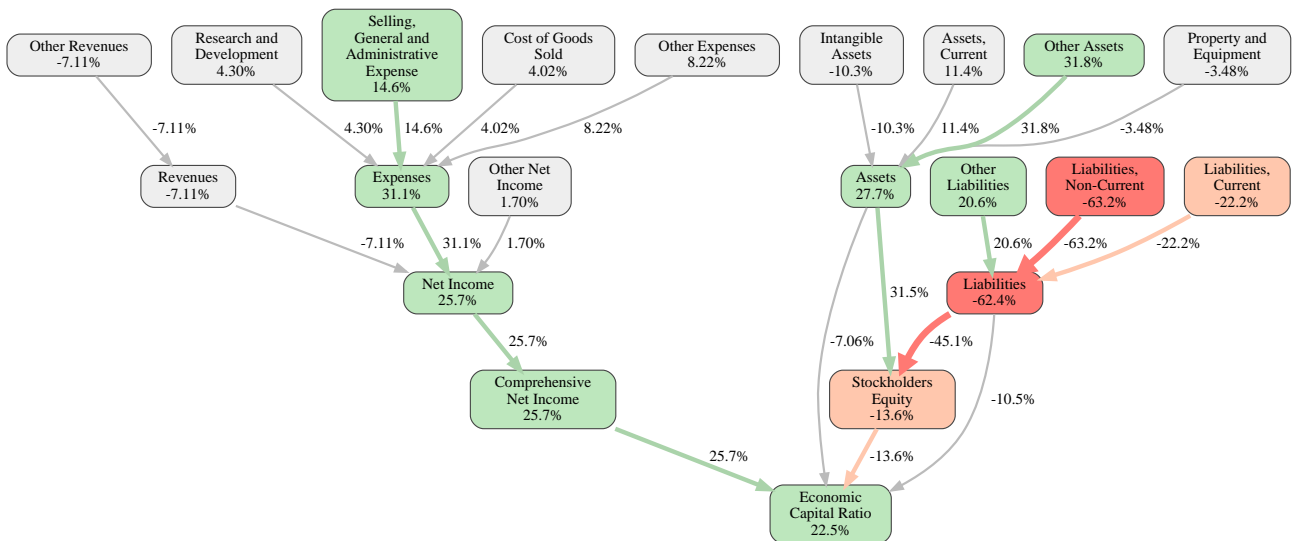 Other Revenues
-7.11%
Research and
Development
4.30%
Selling,
General and
Administrative
Expense
14.6%
Cost of Goods
Sold
4.02%
Other Expenses
8.22%
Intangible
Assets
-10.3%
Assets,
Current
11.4%
Other Assets
31.8%
Property and
Equipment
-3.48%
-7.11%
4.30%
14.6%
4.02%
8.22%
-10.3%
11.4%
31.8%
-3.48%
Revenues
-7.11%
Expenses
31.1%
Other Net
Income
1.70%
Assets
27.7%
Other
Liabilities
20.6%
Liabilities,
Non-Current
-63.2%
Liabilities,
Current
-22.2%
-7.11%
31.1%
1.70%
20.6%
-63.2%
-22.2%
Net Income
25.7%
31.5%
Liabilities
-62.4%
25.7%
-7.06%
-45.1%
Comprehensive
Net Income
25.7%
Stockholders
Equity
-13.6%
-10.5%
25.7%
-13.6%
Economic
Capital Ratio
22.5%